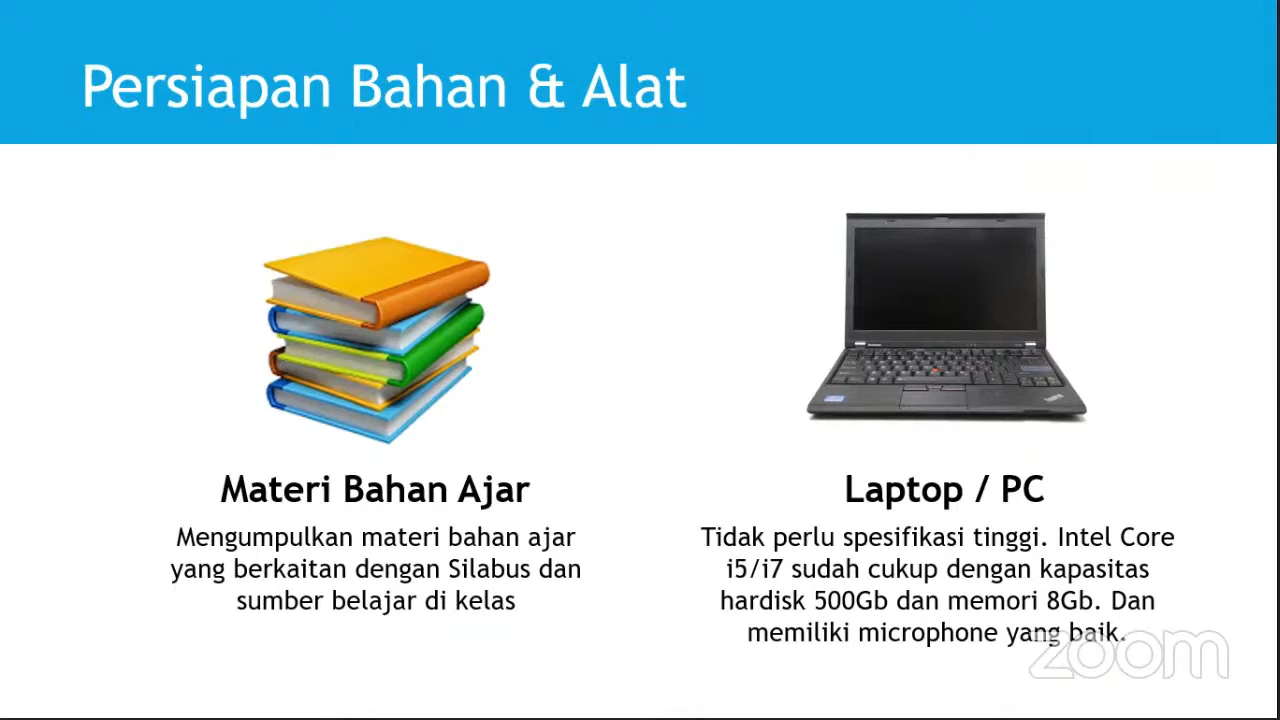 Persiapan Bahan & Alat
Materi Bahan Ajar
Mengumpulkan materi bahan ajar
yang berkaitan dengan Silabus dan
sumber belajar di kelas
Laptop / PC
Tidak perlu spesifikasi tinggi. Intel Core
i5/i7 sudah cukup dengan kapasitas
hardisk 500Gb dan memori 8Gb. Dan
memiliki microphone yang baik.
zoom